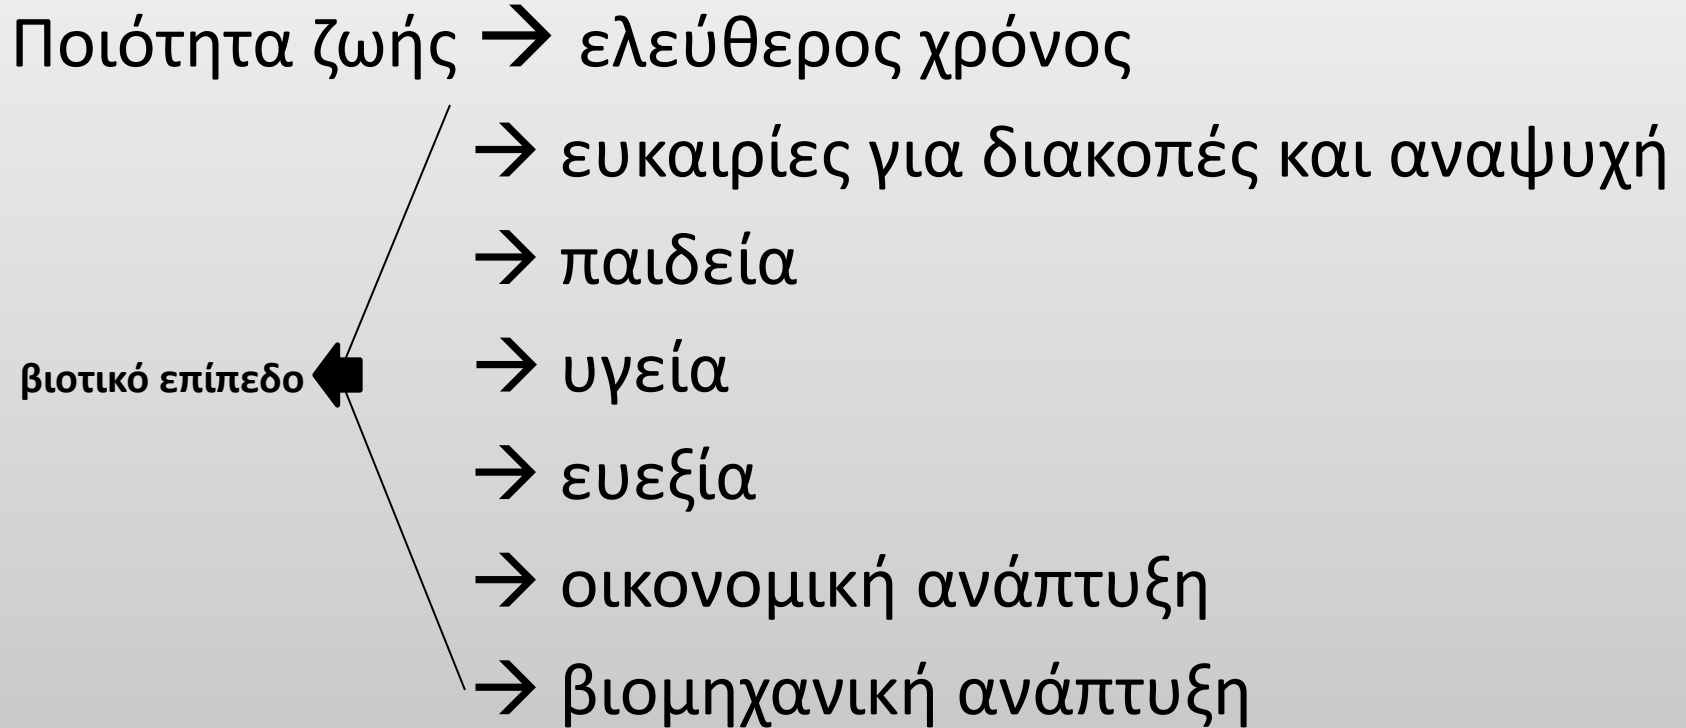 Ποιότητα ζωής → ελεύθερος χρόνος
→ ευκαιρίες για διακοπές και αναψυχή
→ παιδεία
βιοτικό επίπεδο
→ υγεία
→ ευεξία
→ οικονομική ανάπτυξη
→ βιομηχανική ανάπτυξη